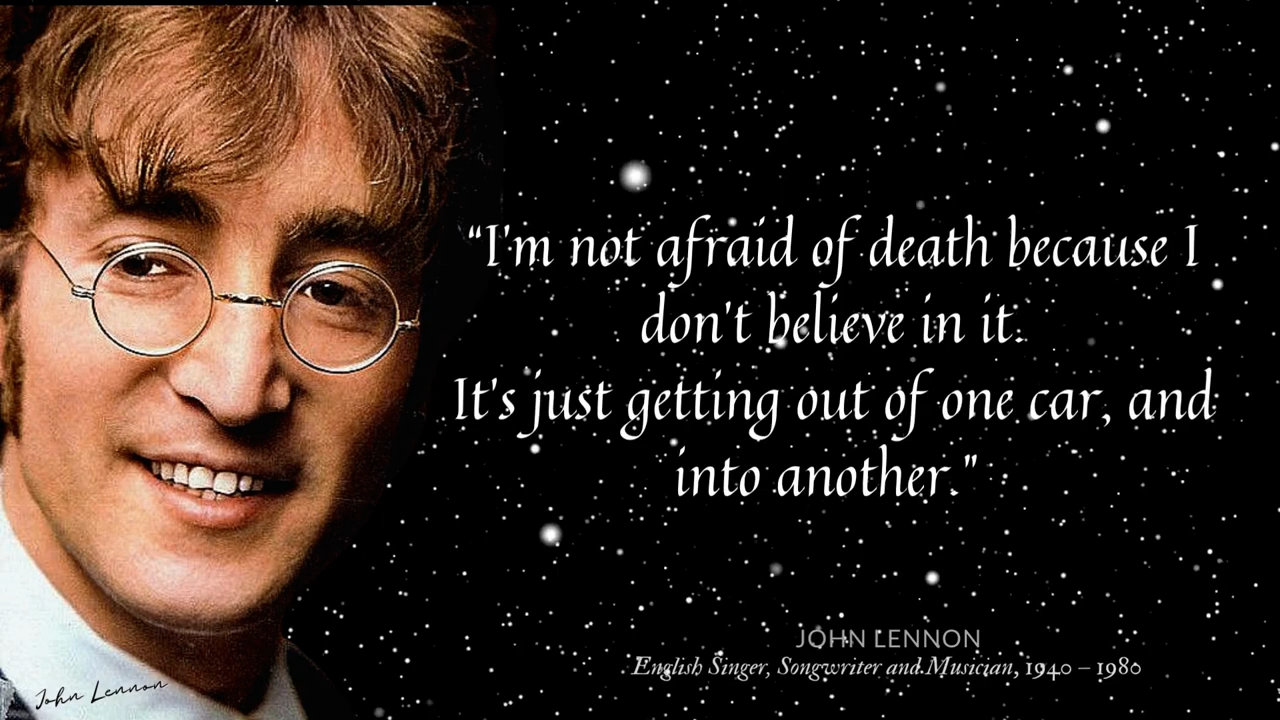 “I'm not afraid of death because I
don't believe in it.
It's just getting out of one car, and
into another.”
JOHN LENNON
English Singer, Songwriter and Musician, 1940 – 1980
John Lennon